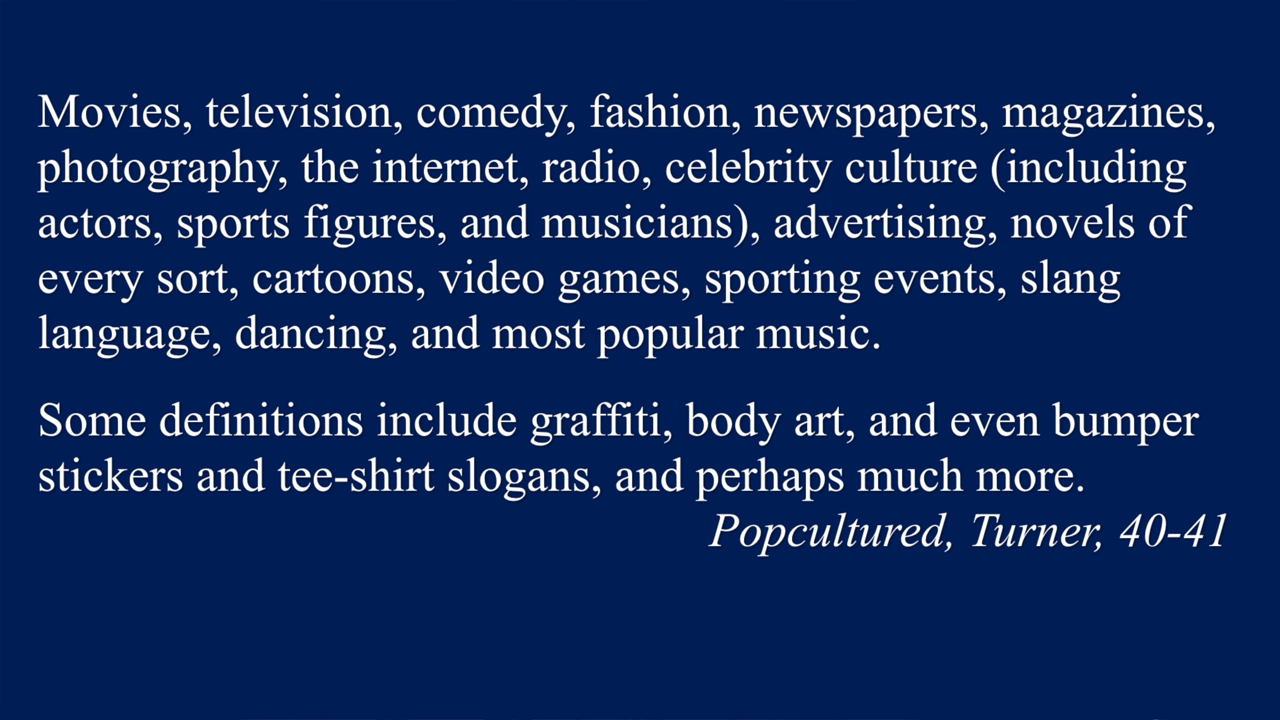 Movies, television, comedy, fashion, newspapers, magazines,
photography, the internet, radio, celebrity culture (including
actors, sports figures, and musicians), advertising, novels of
every sort, cartoons, video games, sporting events, slang
language, dancing, and most popular music.
Some definitions include graffiti, body art, and even bumper
stickers and tee-shirt slogans, and perhaps much more.
Popcultured, Turner, 40-41